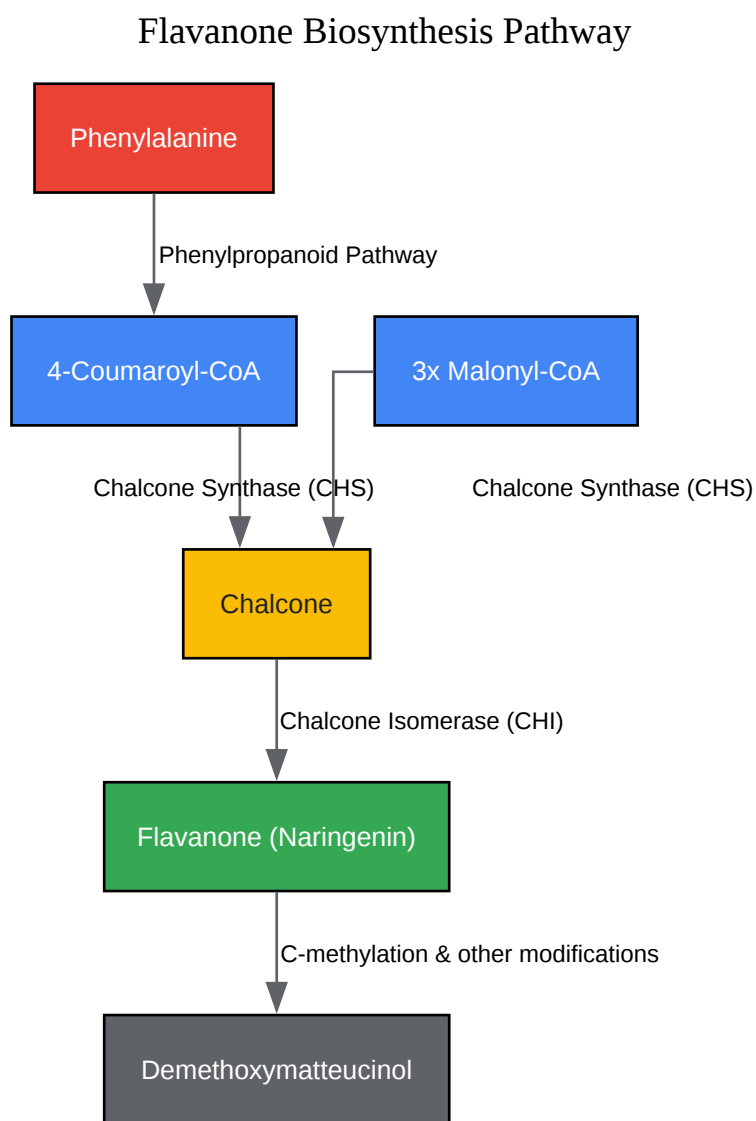 Flavanone Biosynthesis Pathway
Phenylalanine
Phenylpropanoid Pathway
4-Coumaroyl-CoA
3x Malonyl-CoA
Chalcone Synthase (CHS)
Chalcone Synthase (CHS)
Chalcone
Chalcone Isomerase (CHI)
Flavanone (Naringenin)
C-methylation & other modifications
Demethoxymatteucinol